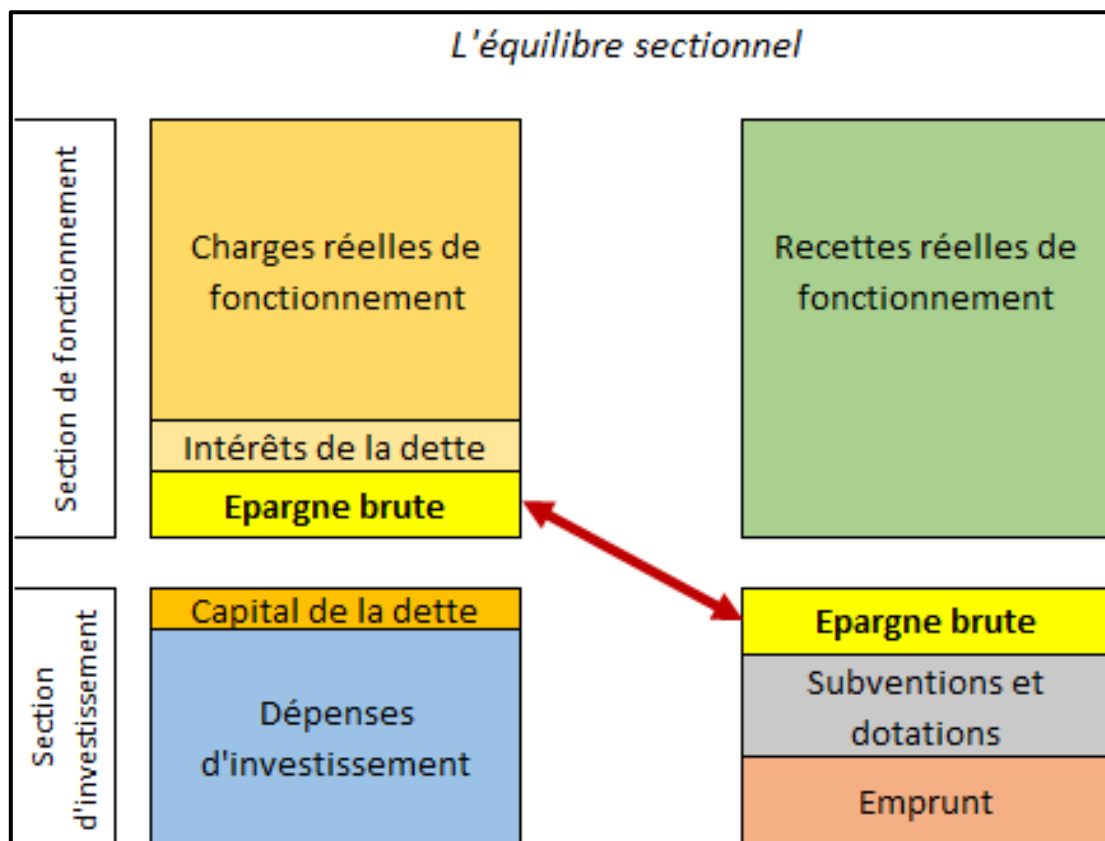 L'équilibre sectionnel
Section de fonctionnement
Charges réelles de
fonctionnement
Intérêts de la dette
Epargne brute
Recettes réelles de
fonctionnement
Section
d'investissement
Capital de la dette
Dépenses
d'investissement
Epargne brute
Subventions et
dotations
Emprunt